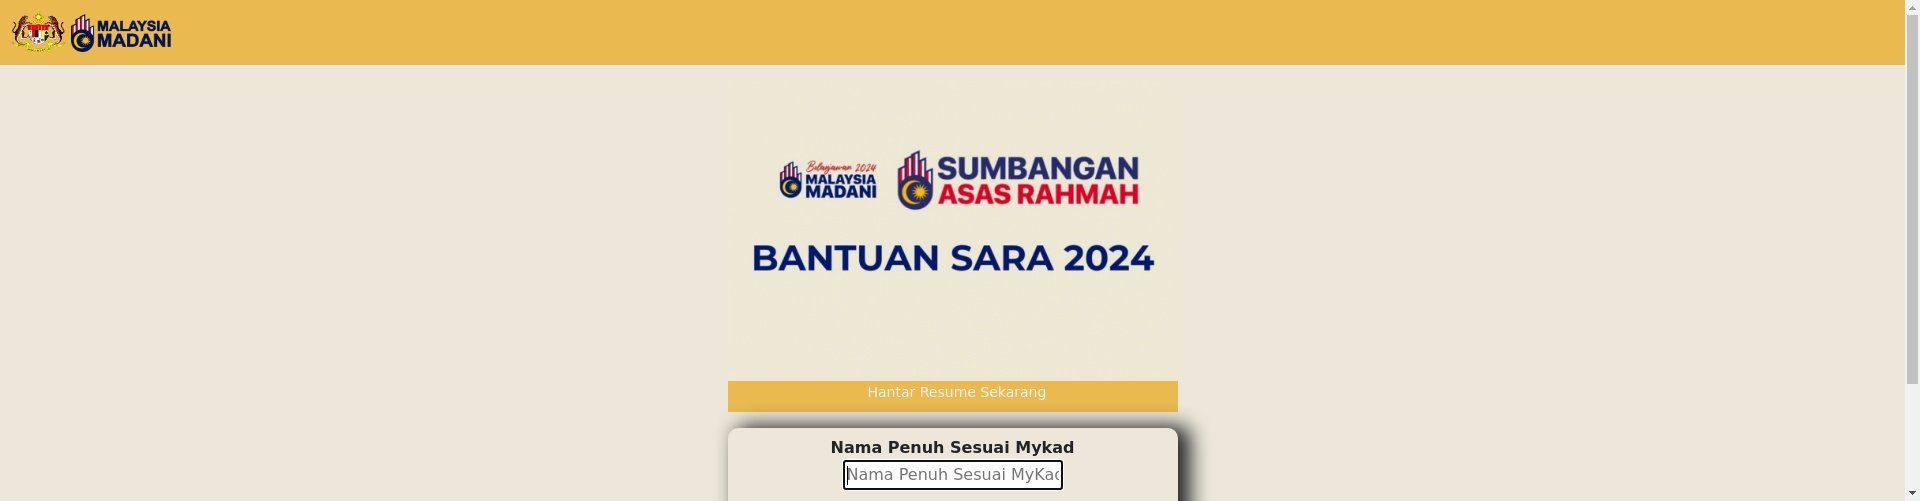 MALAYSIA
MADANI
Belanjawan 2024
MALAYSIA
MADANI
SUMBANGAN
ASAS RAHMAH
BANTUAN SARA 2024
Hantar Resume Sekarang
Nama Penuh Sesuai Mykad
Nama Penuh Sesuai MyKad